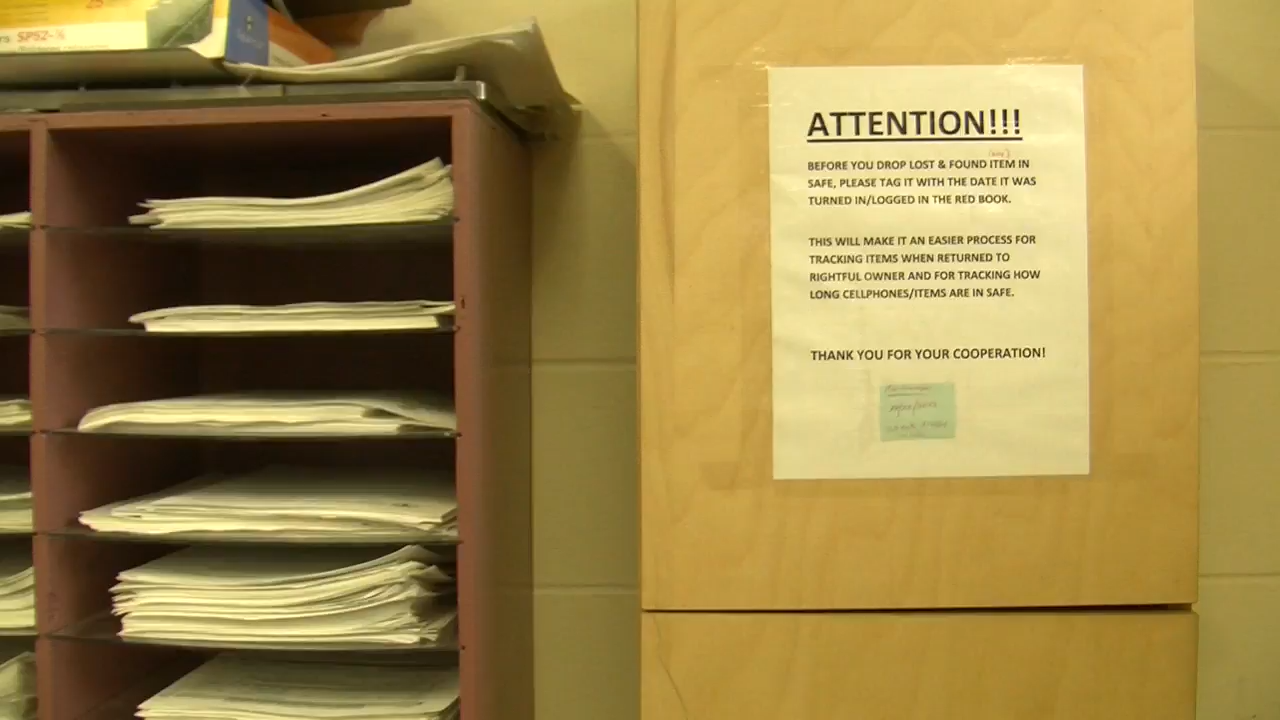 SPSZ-
ATTENTION!!!
BEFORE YOU DROP LOST & FOUND ITEM IN
SAFE, PLEASE TAG IT WITH THE DATE IT WAS
TURNED IN/LOGGED IN THE RED BOOK.
THIS WILL MAKE IT AN EASIER PROCESS FOR
TRACKING ITEMS WHEN RETURNED TO
RIGHTFUL OWNER AND FOR TRACKING HOW
LONG CELLPHONES/ITEMS ARE IN SAFE.
THANK YOU FOR YOUR COOPERATION!